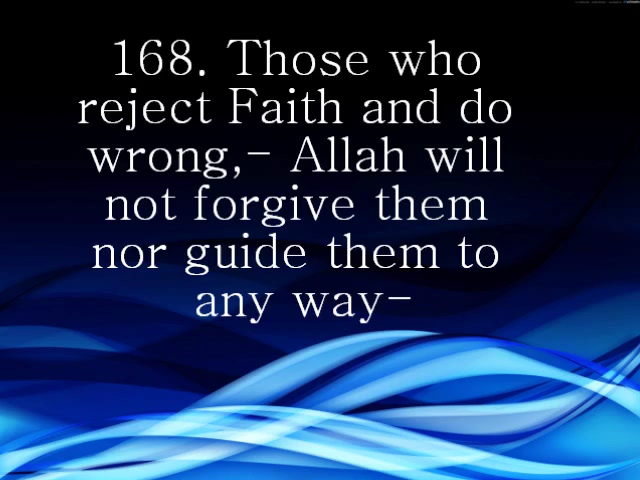 168. Those who
reject Faith and do
wrong,- Allah will
not forgive them
nor guide them to
any way-